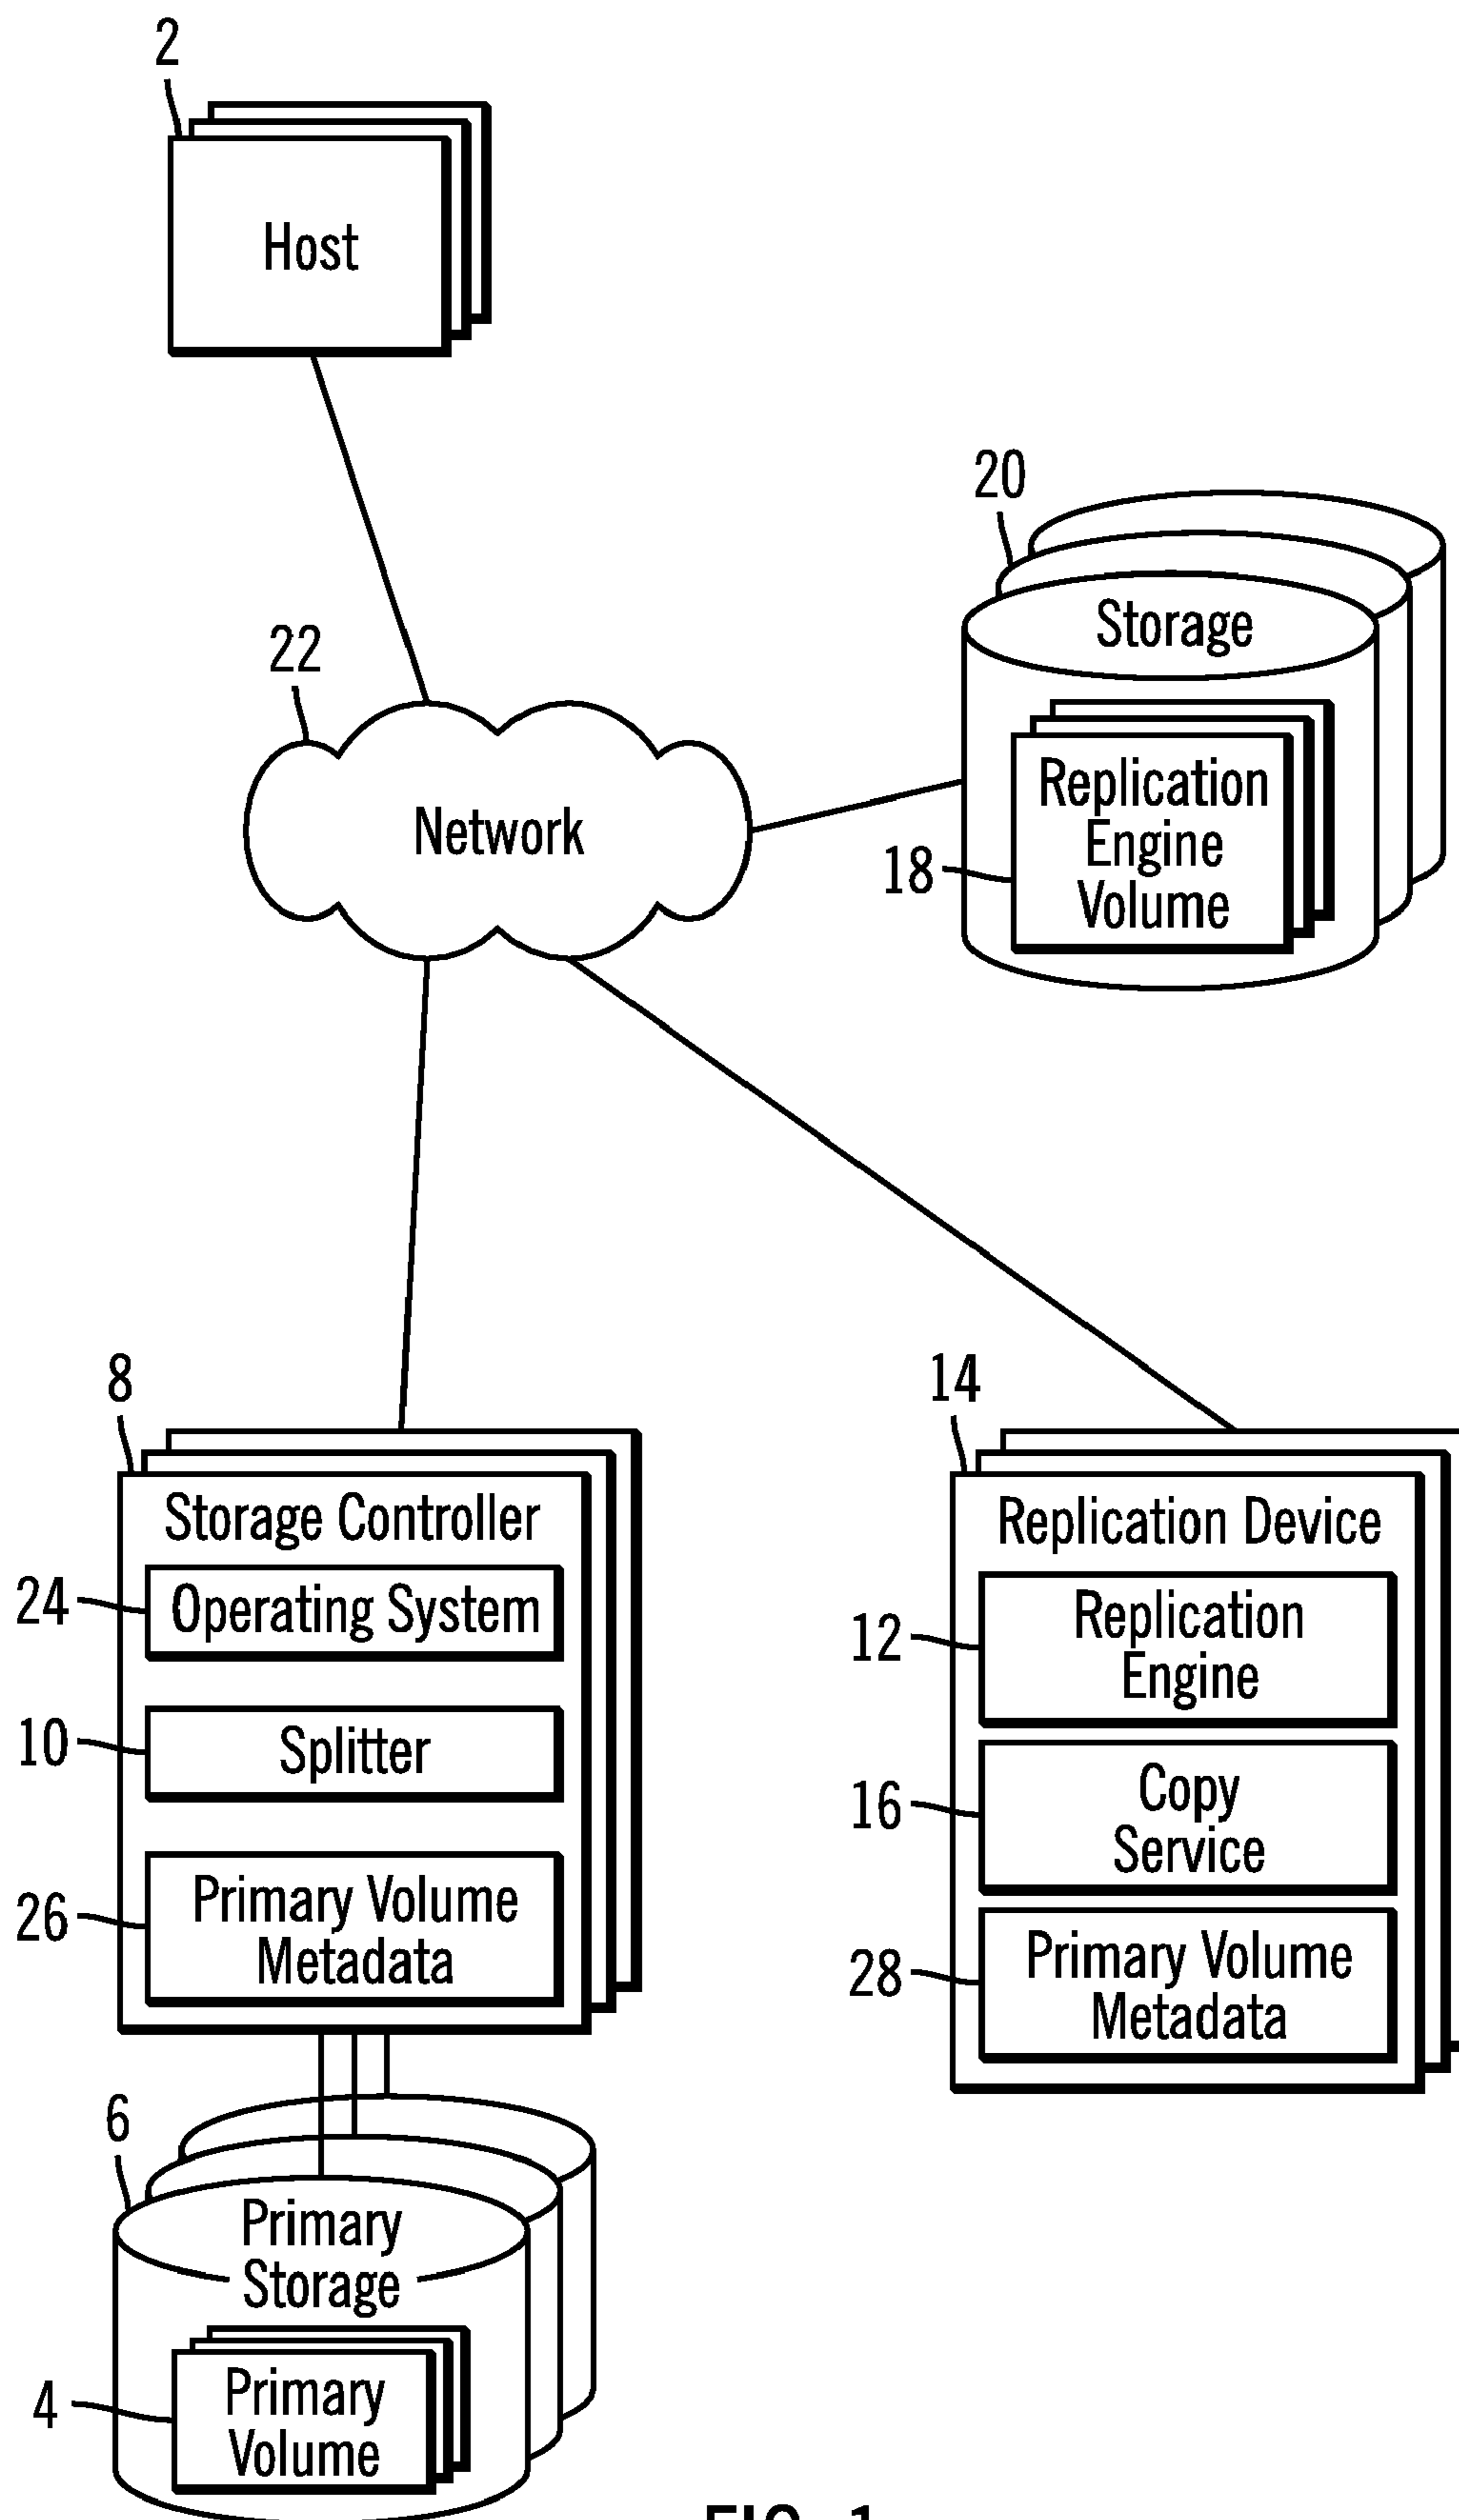 2
Host
20
Storage
22
Replication
Engine
Volume
Network
18
8
14
Storage Controller
Replication Device
24
Operating System
12
Replication
Engine
10
Splitter
16
Copy
Service
26
Primary Volume
Metadata
28
Primary Volume
Metadata
6
Primary
Storage
4
Primary
Volume
FIG. 1